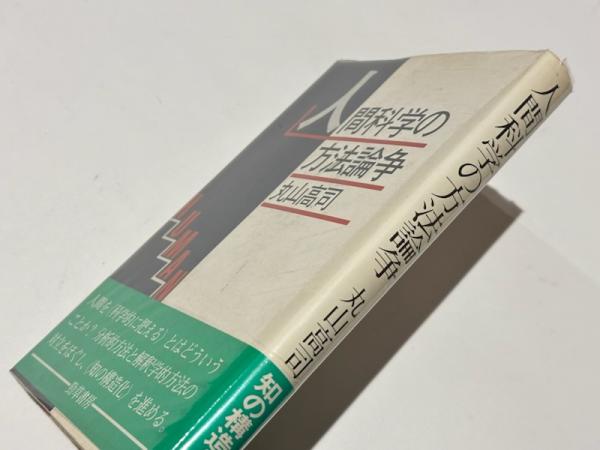 人間科学の
方法論争
丸山高司
人間を〈科学的に捉える〉とはどういう
ことか？分析的方法と解釈学的方法の
対立をほぐし、〈知の構造化〉を進める。
勁草書房
人間科学の方法論争 丸山高司
知の構造